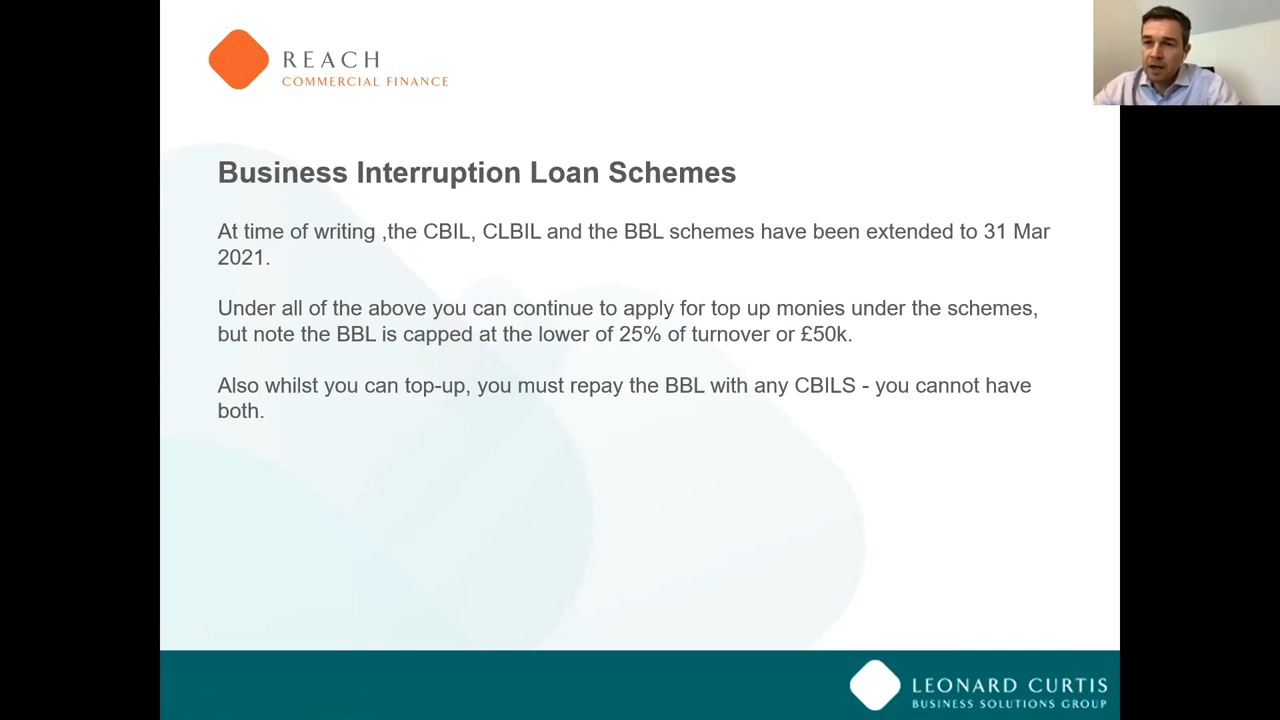 REACH
COMMERCIAL FINANCE
Business Interruption Loan Schemes
At time of writing ,the CBIL, CLBIL and the BBL schemes have been extended to 31 Mar
2021.
Under all of the above you can continue to apply for top up monies under the schemes,
but note the BBL is capped at the lower of 25% of turnover or £50k.
Also whilst you can top-up, you must repay the BBL with any CBILS - you cannot have
both.
LEONARD CURTIS
BUSINESS SOLUTIONS GROUP